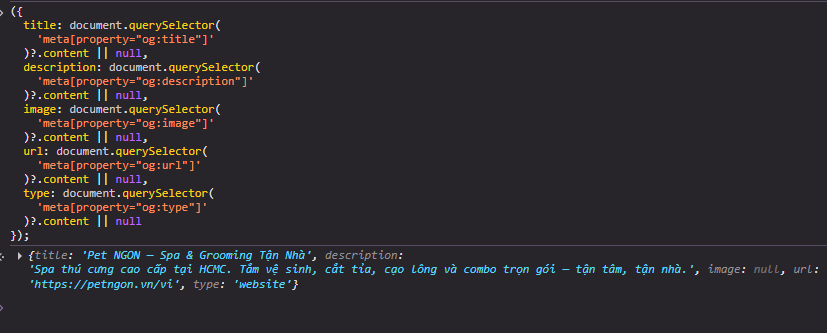 ({
  title: document.querySelector(
    'meta[property="og:title"]'
  )?.content || null,
  description: document.querySelector(
    'meta[property="og:description"]'
  )?.content || null,
  image: document.querySelector(
    'meta[property="og:image"]'
  )?.content || null,
  url: document.querySelector(
    'meta[property="og:url"]'
  )?.content || null,
  type: document.querySelector(
    'meta[property="og:type"]'
  )?.content || null
});
{title: 'Pet NGON — Spa & Grooming Tận Nhà', description:
'Spa thú cưng cao cấp tại HCMC. Tắm vệ sinh, cắt tỉa, cạo lông và combo trọn gói — tận tâm, tận nhà.', image: null, url:
'https://petngon.vn/vi', type: 'website'}